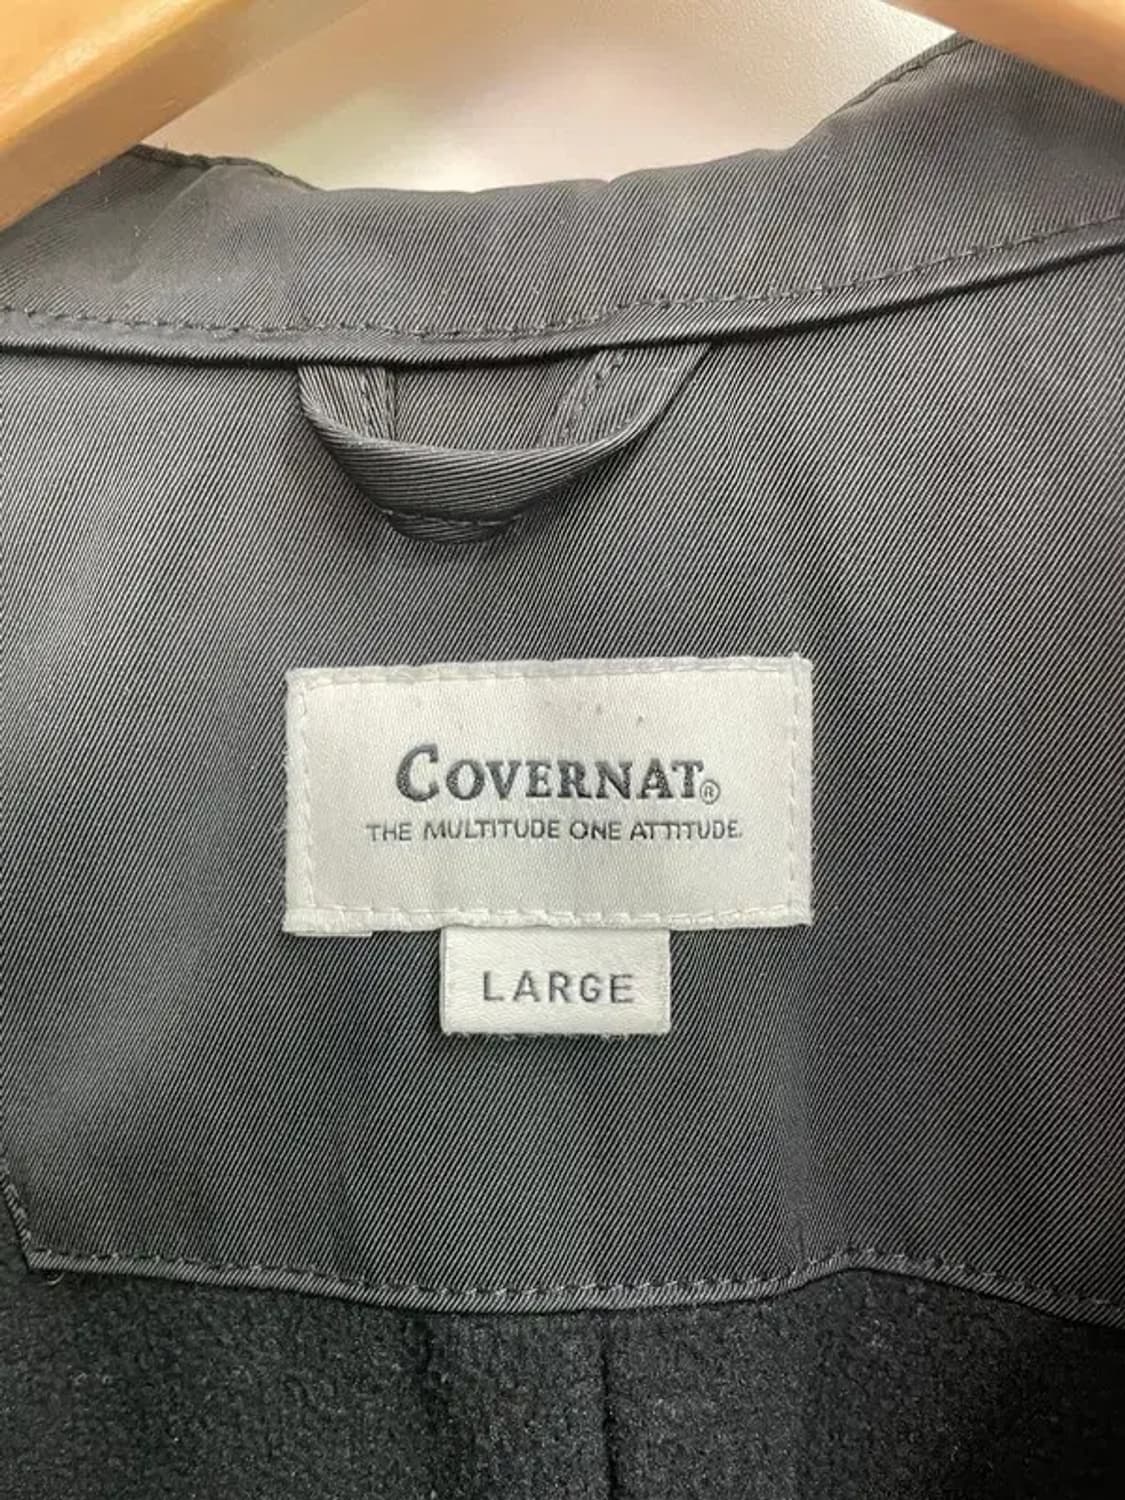 COVERNAT®
THE MULTITUDE ONE ATTITUDE.
LARGE